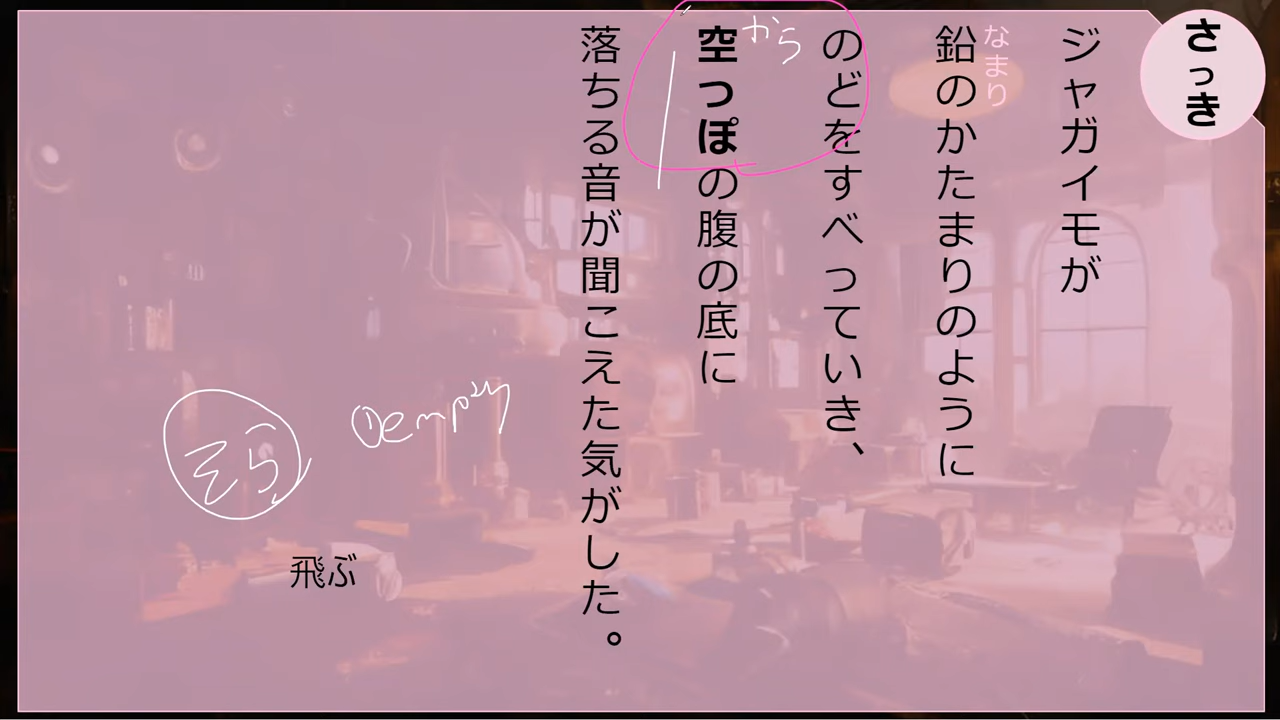 さっき
ジャガイモが
なまり
鉛のかたまりのように
のどをすべっていき、
から
空っぽの腹の底に
落ちる音が聞こえた気がした。
①empty
そら
飛ぶ